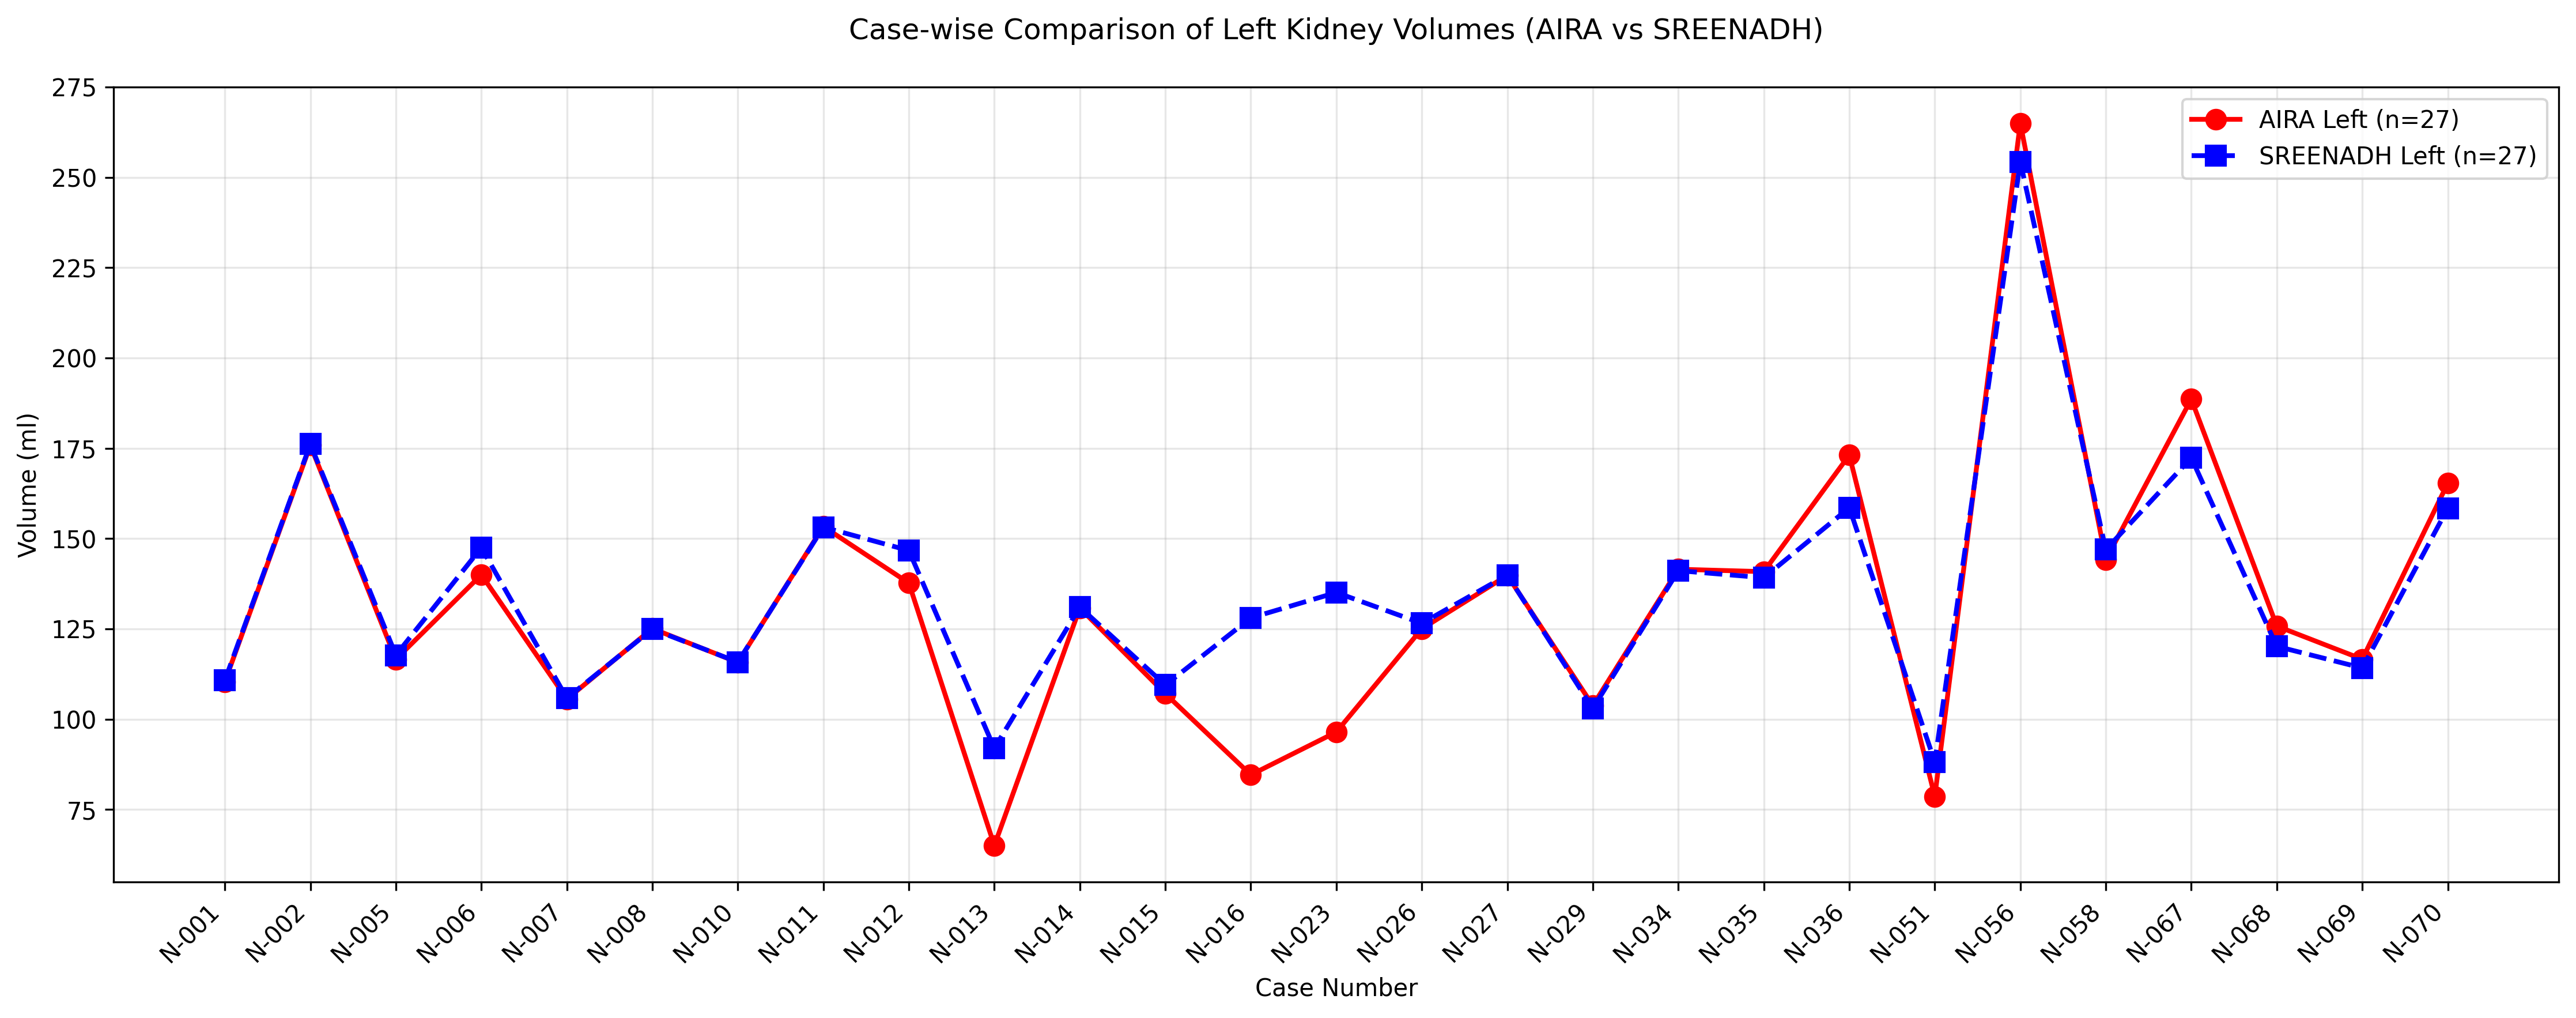 Case-wise Comparison of Left Kidney Volumes (AIRA vs SREENADH)
AIRA Left (n=27)
SREENADH Left (n=27)
Volume (ml)
275
250
225
200
175
150
125
100
75
N-001
N-002
N-005
N-006
N-007
N-008
N-010
N-011
N-012
N-013
N-014
N-015
N-016
N-023
N-026
N-027
N-029
N-034
N-035
N-036
N-051
N-056
N-058
N-067
N-068
N-069
N-070
Case Number